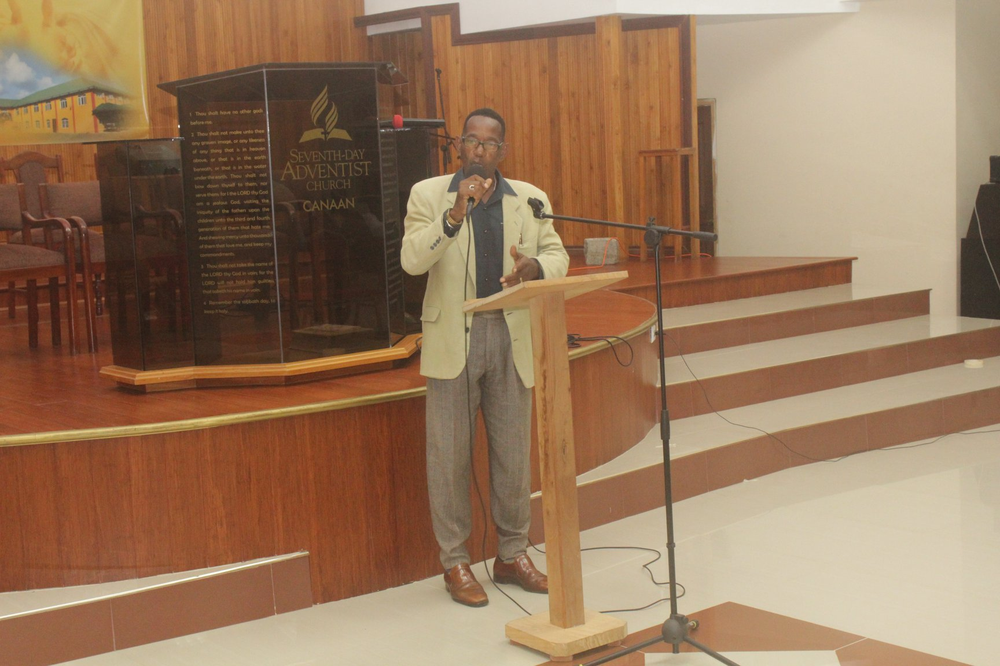 1 Thou shalt have no other gods
before me.
2 Thou shalt not make unto thee
any graven image, or any likeness
of any thing that is in heaven
above, or that is in the earth
beneath, or that is in the water
under the earth. Thou shalt not
bow down thyself to them, nor
serve them: for I the LORD thy God
am a jealous God, visiting the
iniquity of the fathers upon the
children unto the third and fourth
generation of them that hate me;
And shewing mercy unto thousands
of them that love me, and keep my
commandments.
3 Thou shalt not take the name of
the LORD thy God in vain; for the
LORD will not hold him guiltless
that taketh his name in vain.
4 Remember the sabbath day, to
keep it holy.
SEVENTH-DAY
ADVENTIST
CHURCH
CANAAN